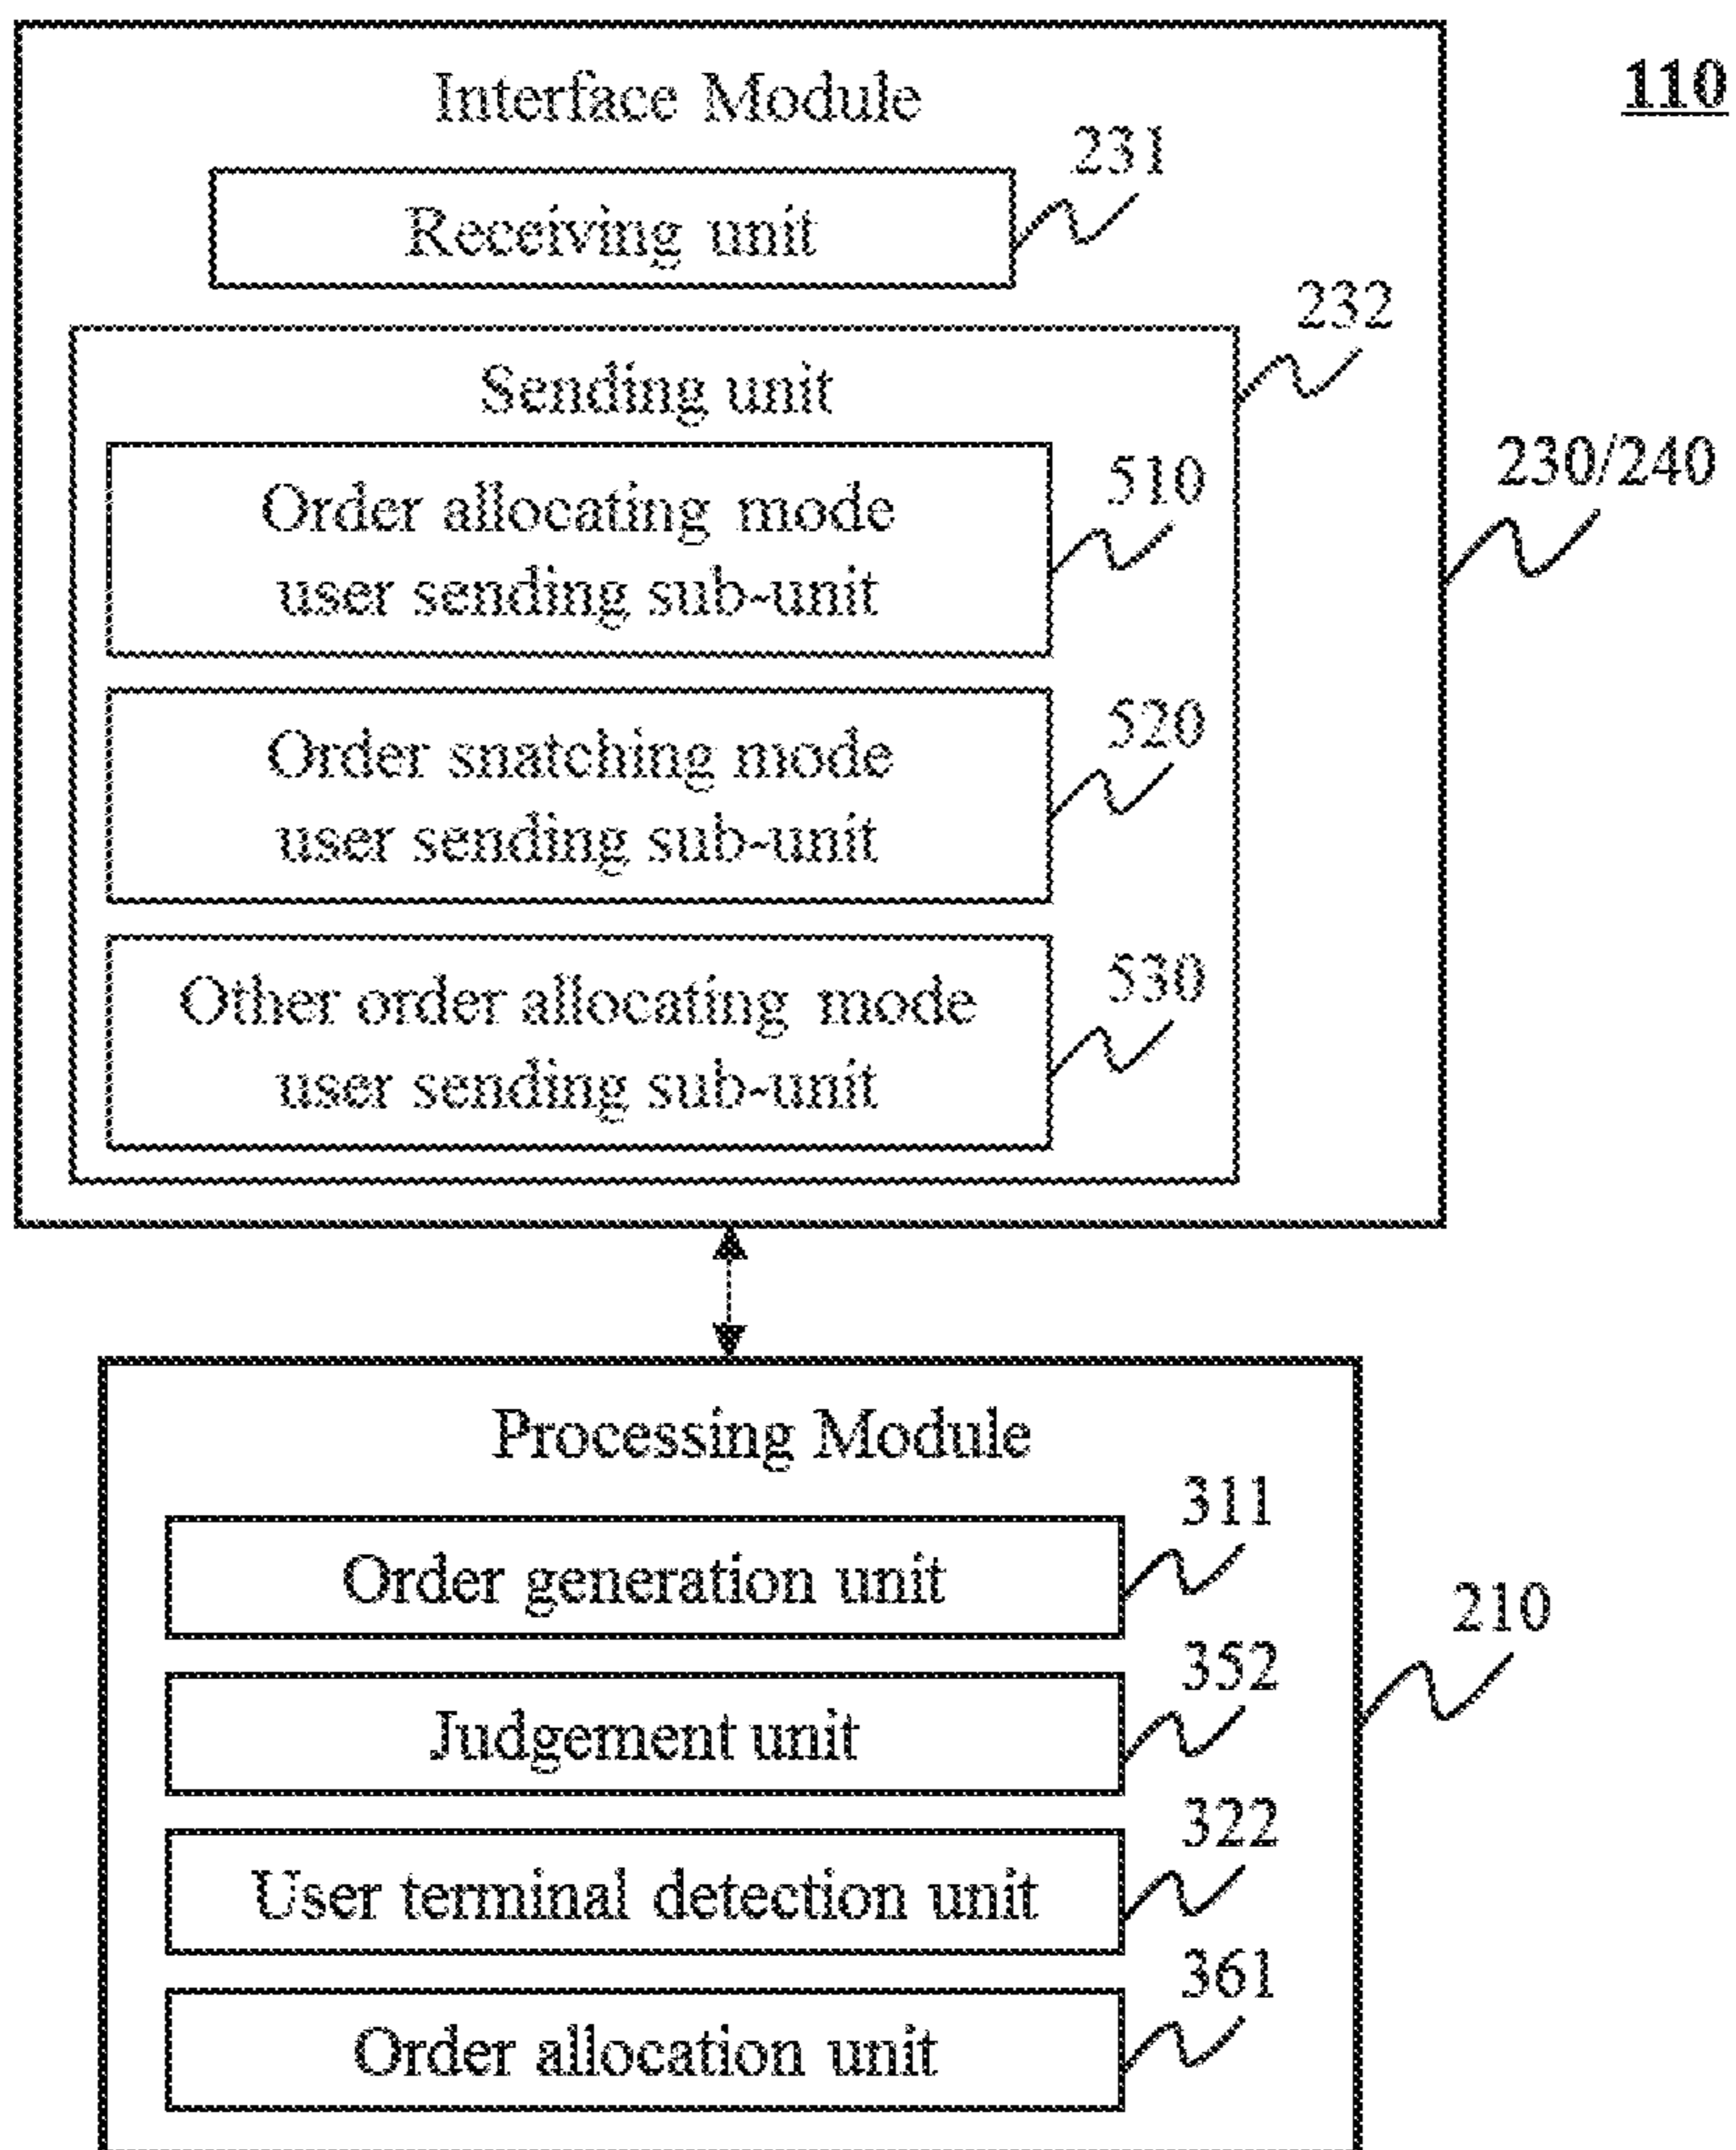 110
Interface Module
231
Receiving unit
232
Sending unit
230/240
510
Order allocating mode
user sending sub-unit
520
Order snatching mode
user sending sub-unit
530
Other order allocating mode
user sending sub-unit
Processing Module
311
Order generation unit
210
352
Judgement unit
322
User terminal detection unit
361
Order allocation unit